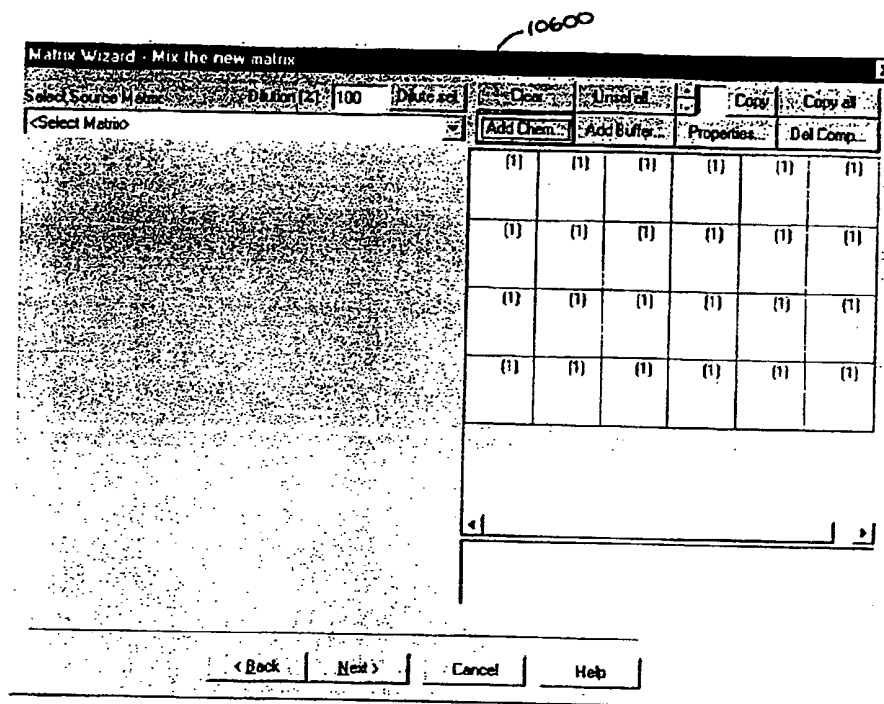 10600
Matrix Wizard - Mix the new matrix
Select Source Matrix Dilution [%] 100 Dilute sel. Clear Unsel all Copy Copy all
<Select Matrix> Add Chem... Add Buffer... Properties... Del Comp...
{1} {1} {1} {1} {1} {1}
{1} {1} {1} {1} {1} {1}
{1} {1} {1} {1} {1} {1}
{1} {1} {1} {1} {1} {1}
< Back Next > Cancel Help